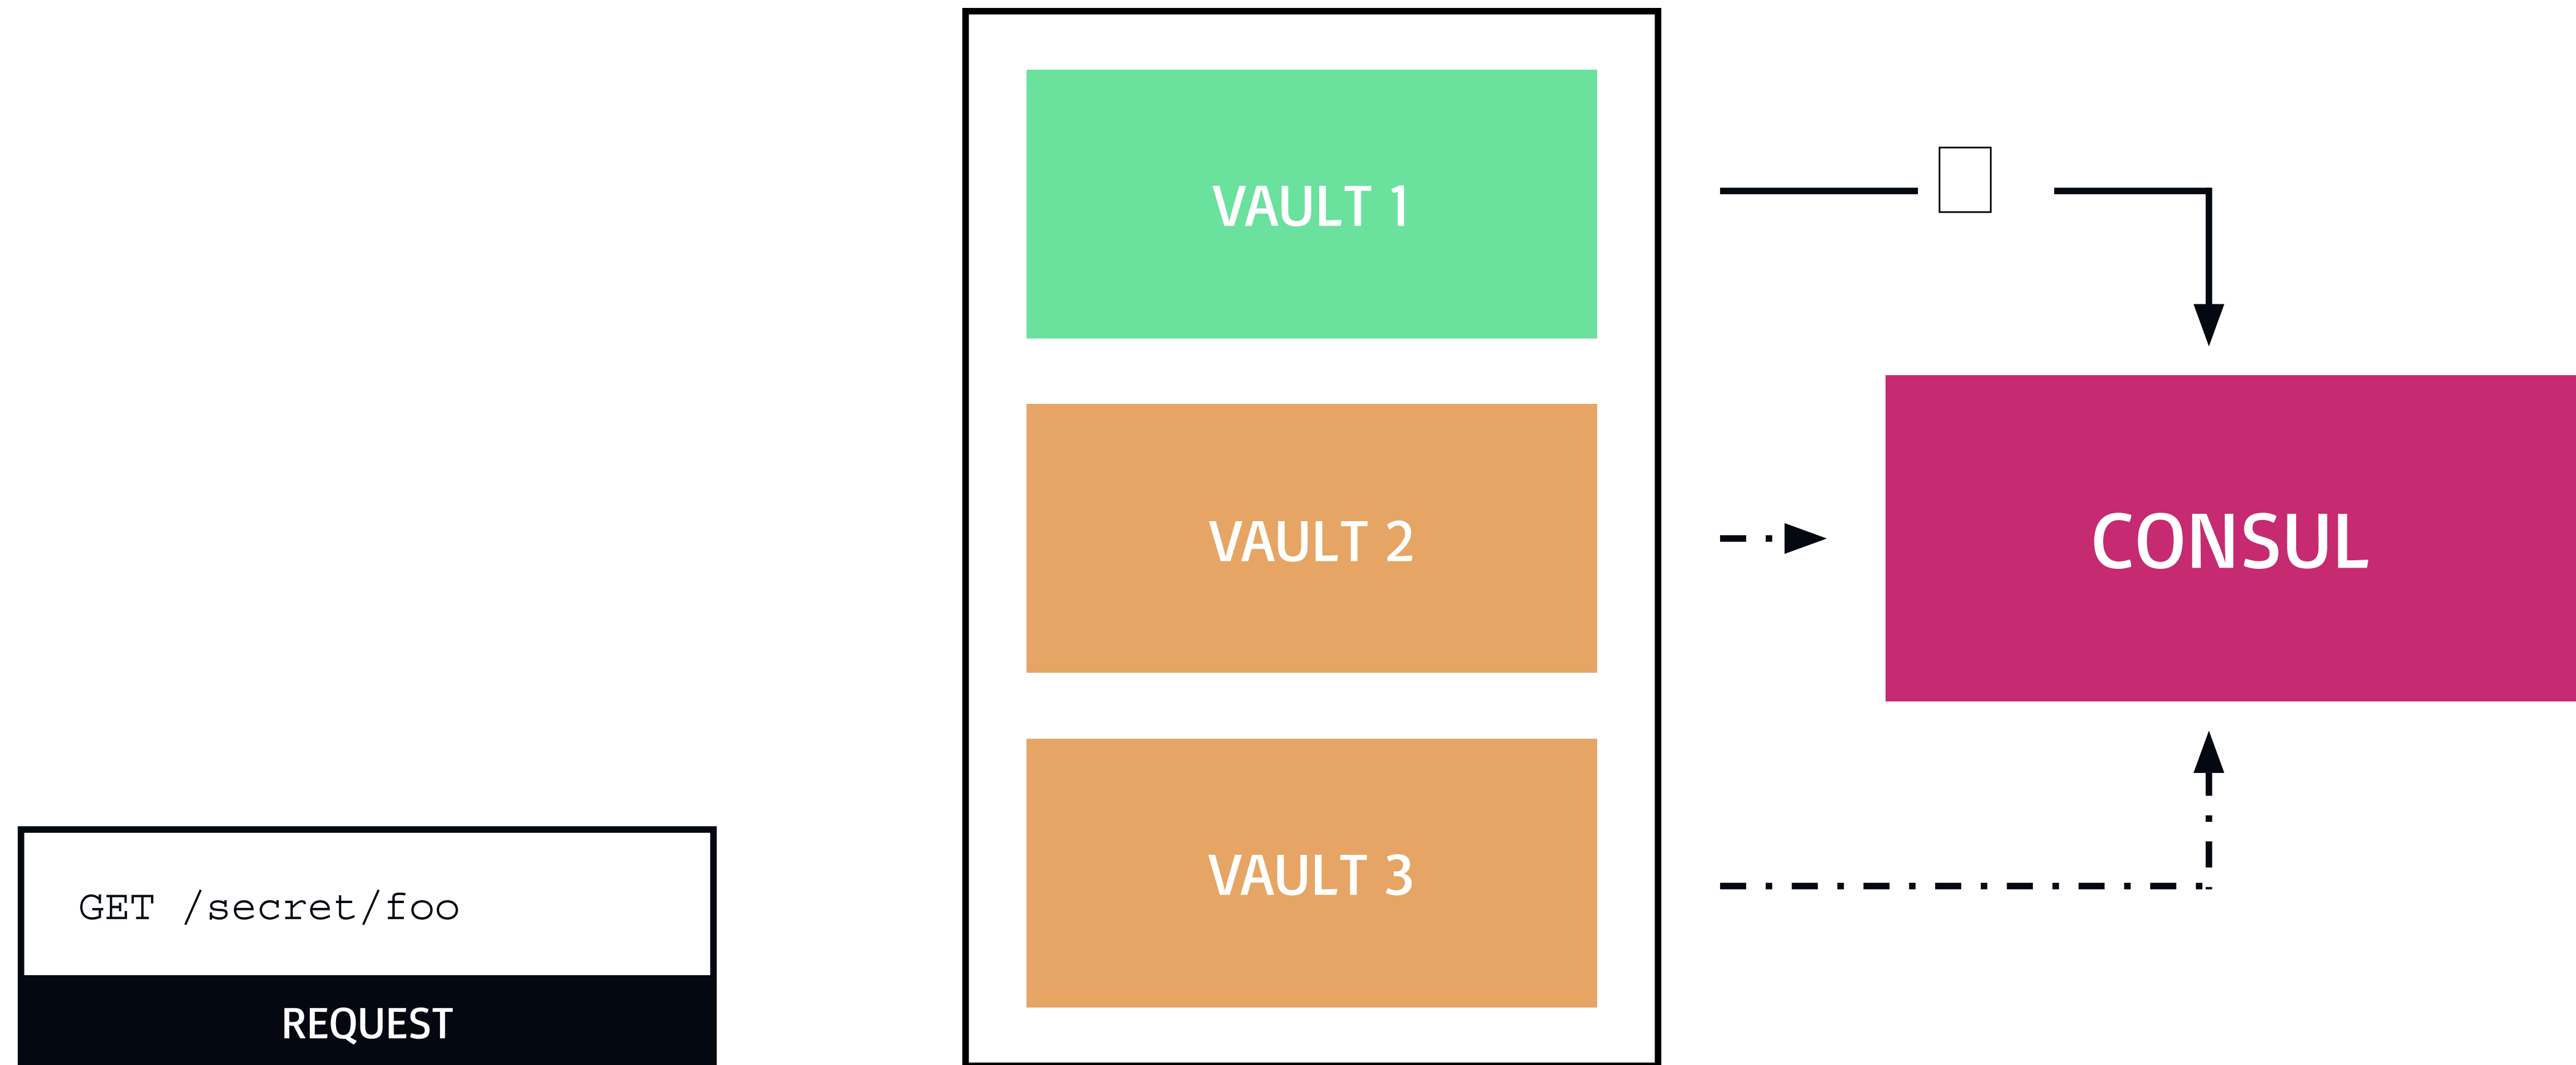 VAULT 1
VAULT 2
CONSUL
VAULT 3
GET /secret/foo
REQUEST